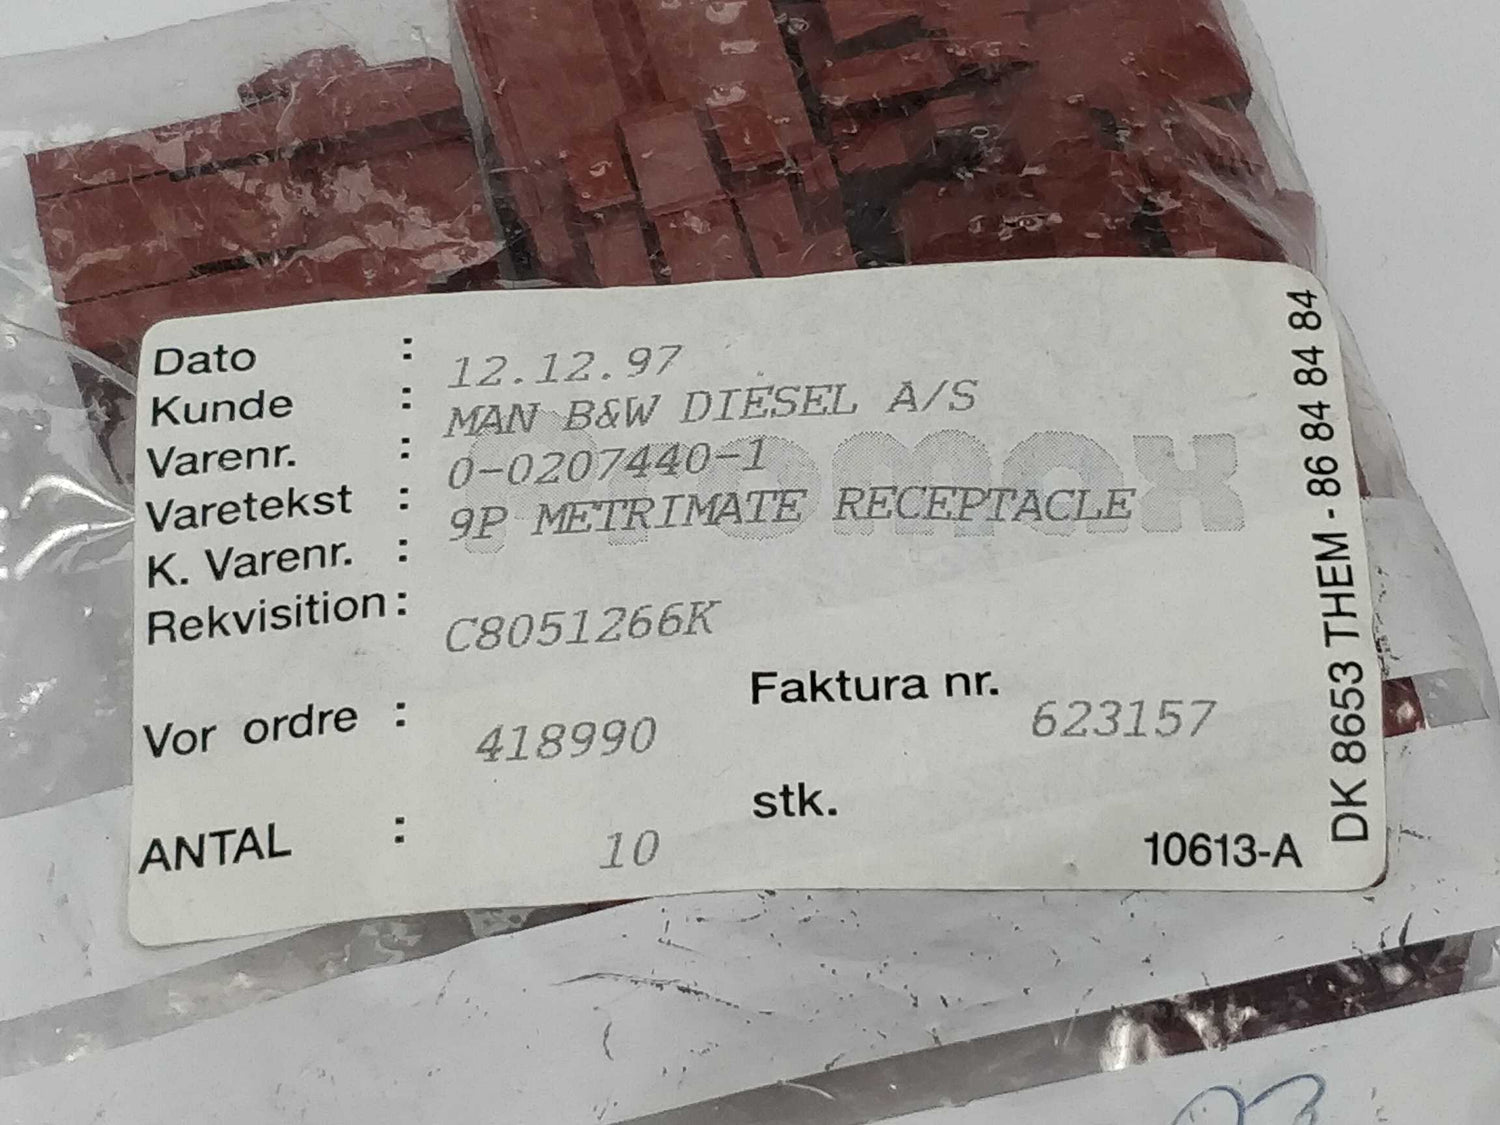 Dato : 12.12.97
Kunde : MAN B&W DIESEL A/S
Varenr. : 0-0207440-1
Varetekst : 9P METRIMATE RECEPTACLE
K. Varenr. :
Rekvisition : C8051266K
Faktura nr.
Vor ordre : 418990 623157
stk.
ANTAL : 10
10613-A
DK 8653 THEM - 86 84 84 84
Promax